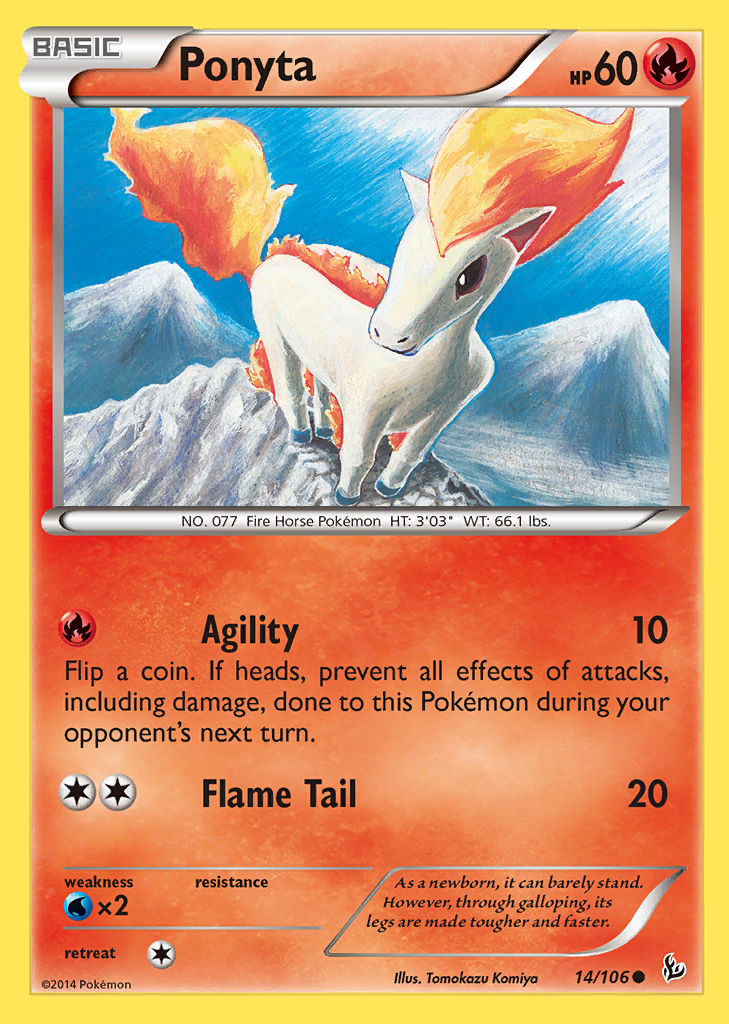 BASIC
Ponyta
HP60
NO. 077 Fire Horse Pokémon HT: 3'03" WT: 66.1 lbs.
Agility 10
Flip a coin. If heads, prevent all effects of attacks,
including damage, done to this Pokémon during your
opponent's next turn.
Flame Tail 20
weakness resistance
×2
As a newborn, it can barely stand.
However, through galloping, its
legs are made tougher and faster.
retreat
©2014 Pokémon
Illus. Tomokazu Komiya
14/106